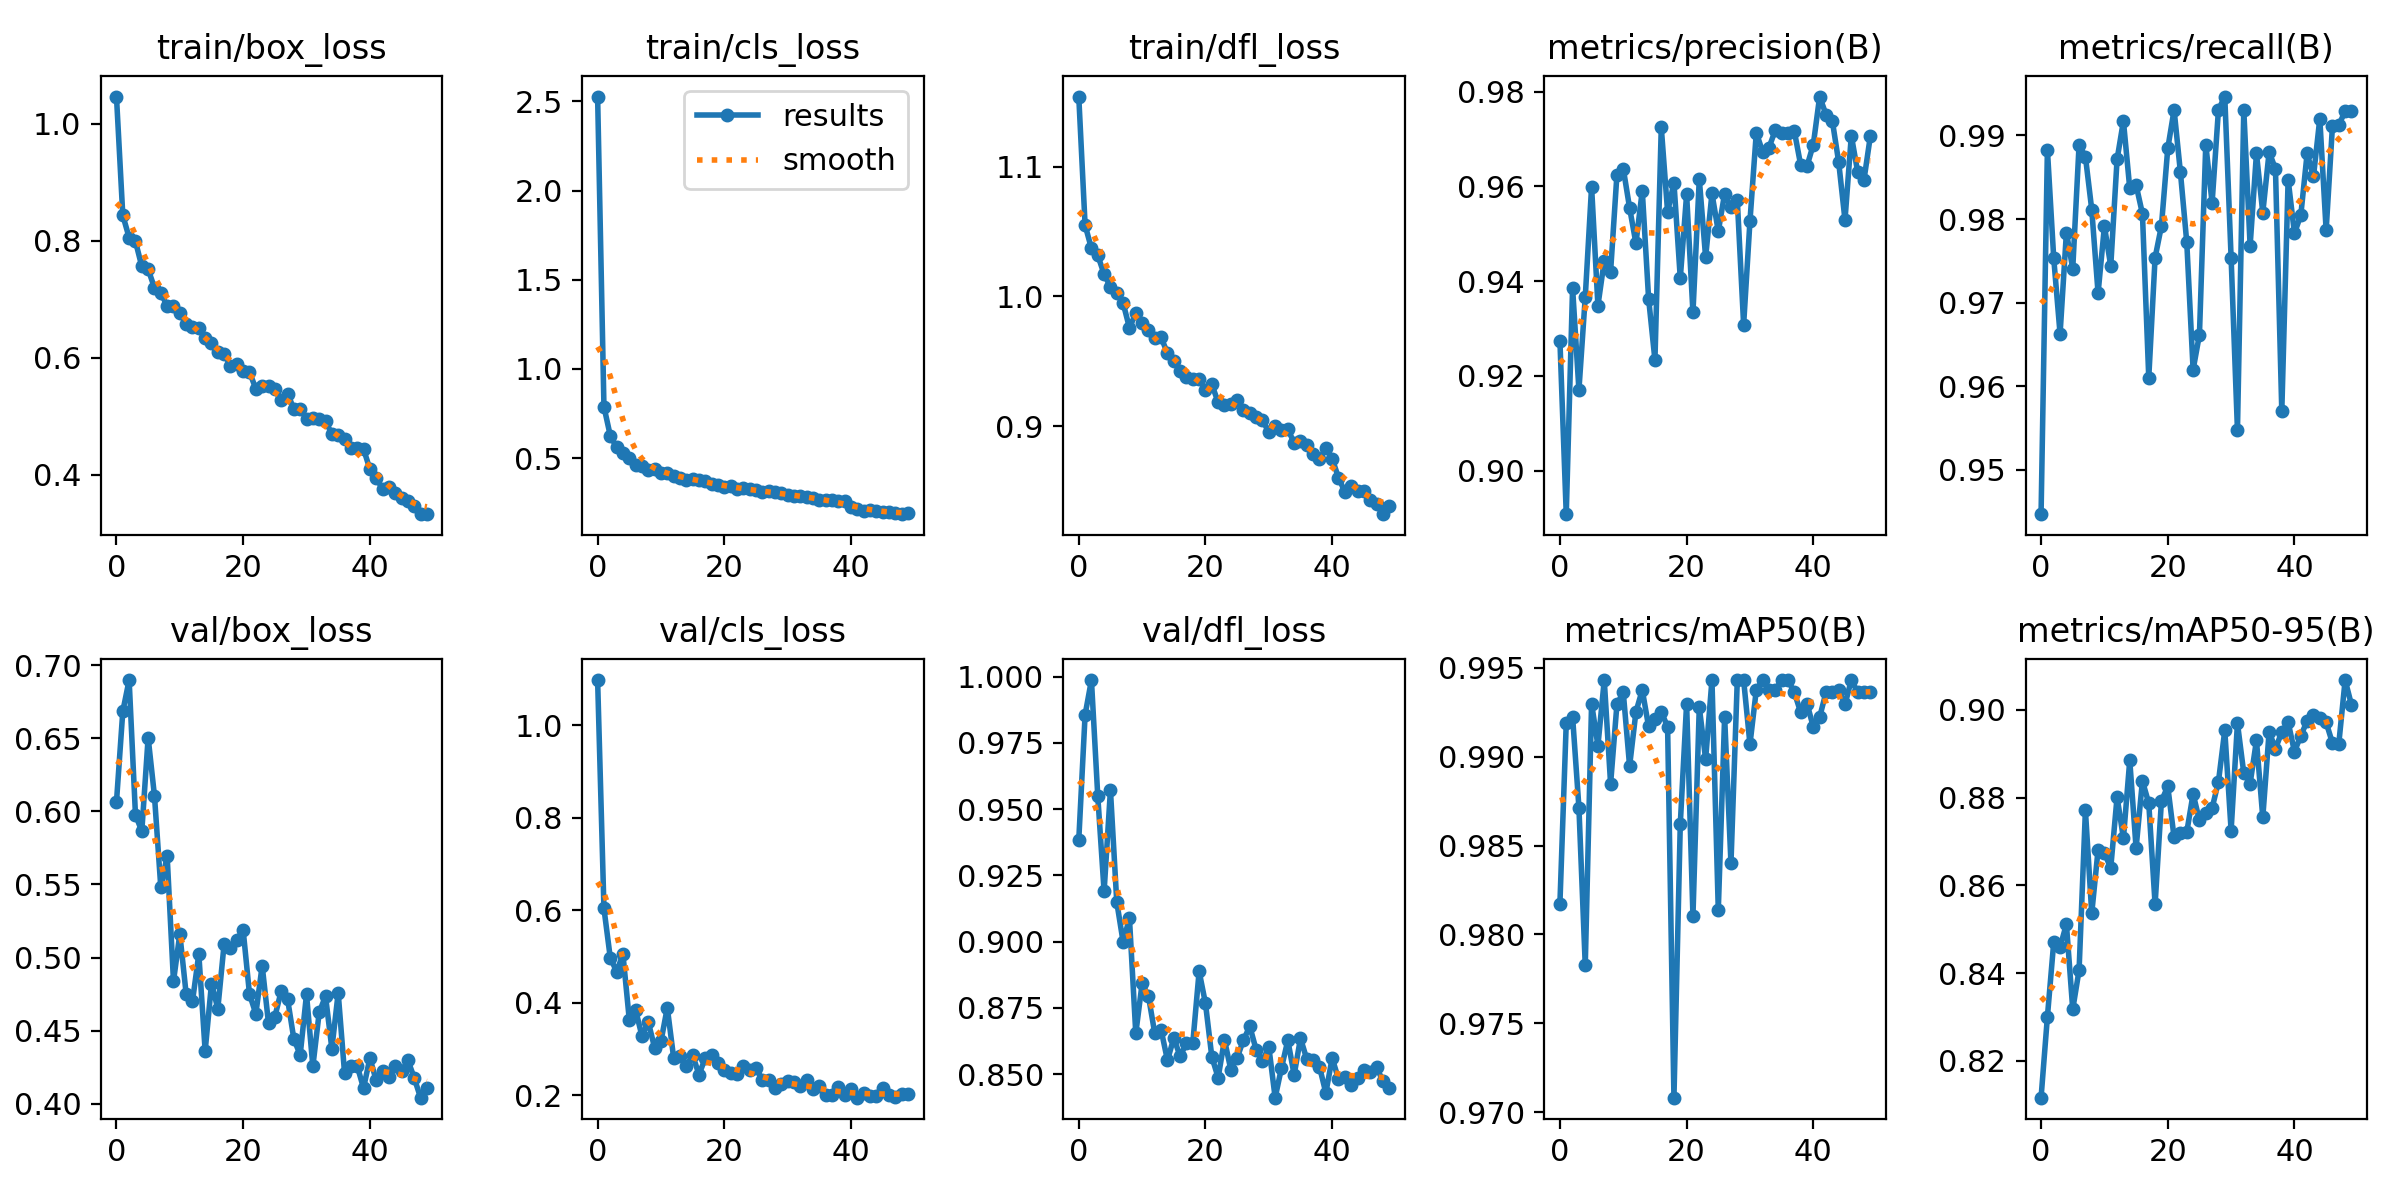 train/box_loss
1.0
0.8
0.6
0.4
0 20 40
train/cls_loss
results
smooth
2.5
2.0
1.5
1.0
0.5
0 20 40
train/dfl_loss
1.1
1.0
0.9
0 20 40
metrics/precision(B)
0.98
0.96
0.94
0.92
0.90
0 20 40
metrics/recall(B)
0.99
0.98
0.97
0.96
0.95
0 20 40
val/box_loss
0.70
0.65
0.60
0.55
0.50
0.45
0.40
0 20 40
val/cls_loss
1.0
0.8
0.6
0.4
0.2
0 20 40
val/dfl_loss
1.000
0.975
0.950
0.925
0.900
0.875
0.850
0 20 40
metrics/mAP50(B)
0.995
0.990
0.985
0.980
0.975
0.970
0 20 40
metrics/mAP50-95(B)
0.90
0.88
0.86
0.84
0.82
0 20 40